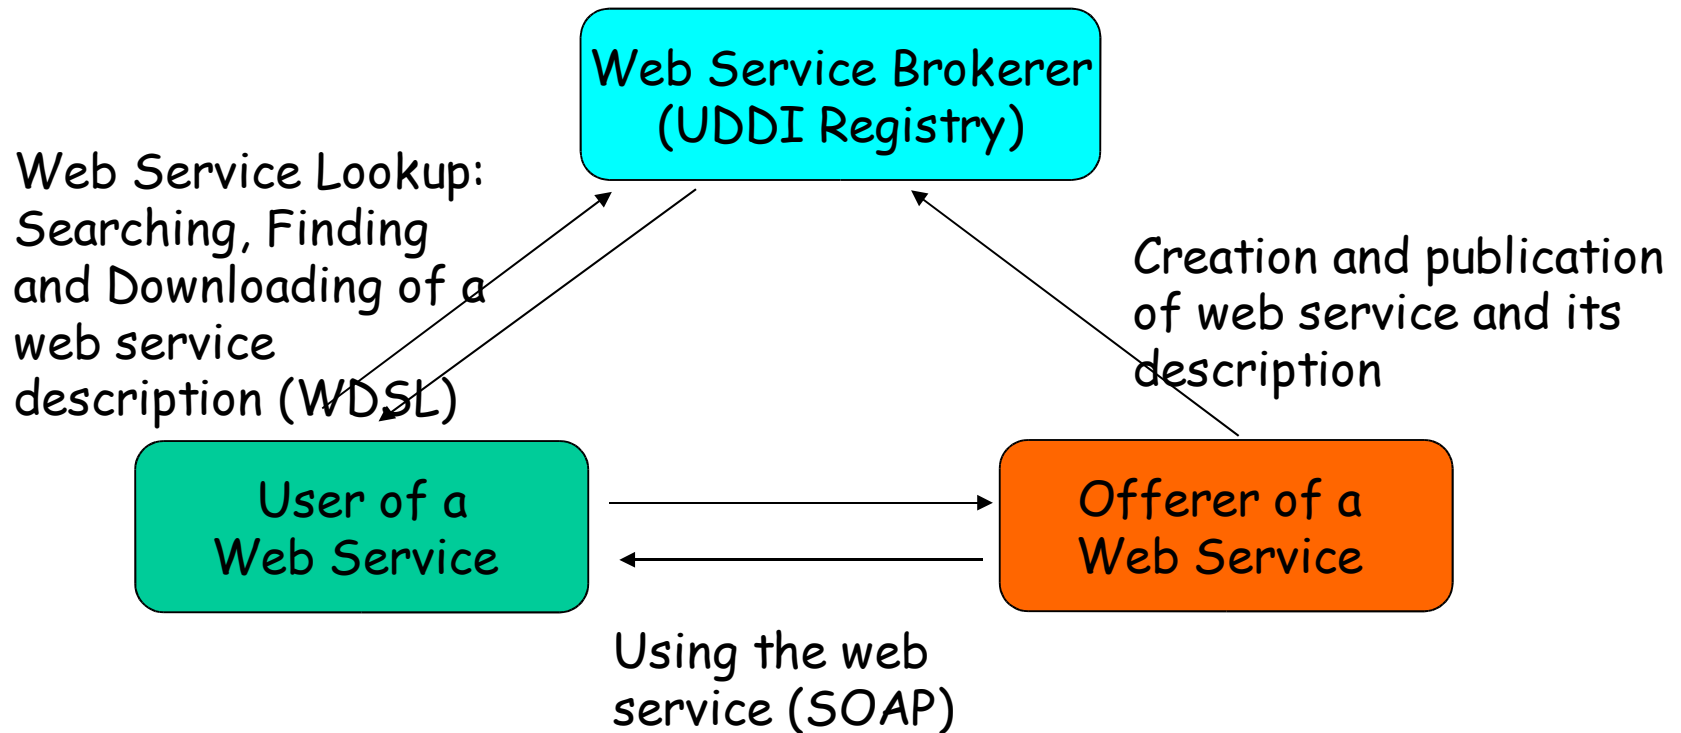 Web Service Brokerer
(UDDI Registry)
Web Service Lookup:
Searching, Finding
and Downloading of a
web service
description (WDSL)
Creation and publication
of web service and its
description
User of a
Web Service
Offerer of a
Web Service
Using the web
service (SOAP)